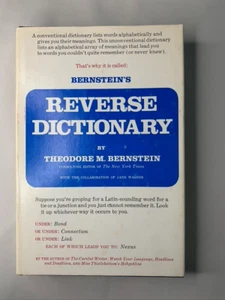 A conventional dictionary lists words alphabetically and
gives you their meanings. This unconventional dictionary
lists an alphabetical array of meanings that lead you
to words you couldn't quite remember (or never knew).
That's why it is called:
BERNSTEIN'S
REVERSE
DICTIONARY
BY
THEODORE M. BERNSTEIN
CONSULTING EDITOR OF The New York Times
WITH THE COLLABORATION OF JANE WAGNER
Suppose you're groping for a Latin-sounding word for a
tie or a junction and you just cannot remember it. Look
it up whichever way it occurs to you.
UNDER: Bond
OR UNDER: Connection
OR UNDER: Link
EACH OF WHICH LEADS YOU TO: Nexus
BY THE AUTHOR OF The Careful Writer, Watch Your Language, Headlines
and Deadlines, and Miss Thistlebottom's Hobgoblins